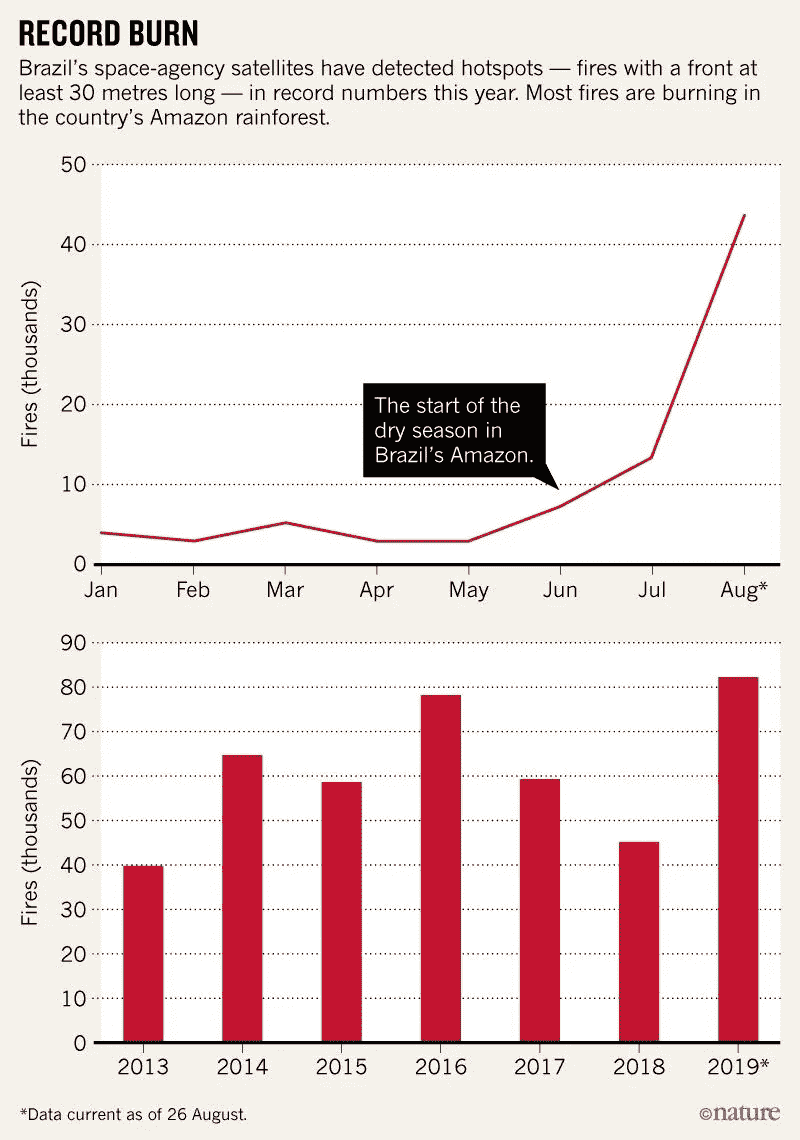 RECORD BURN
Brazil’s space-agency satellites have detected hotspots — fires with a front at
least 30 metres long — in record numbers this year. Most fires are burning in
the country’s Amazon rainforest.
50
40
30
20
10
0
Fires (thousands)
The start of the
dry season in
Brazil’s Amazon.
Jan Feb Mar Apr May Jun Jul Aug*
90
80
70
60
50
40
30
20
10
0
Fires (thousands)
2013 2014 2015 2016 2017 2018 2019*
*Data current as of 26 August.
©nature